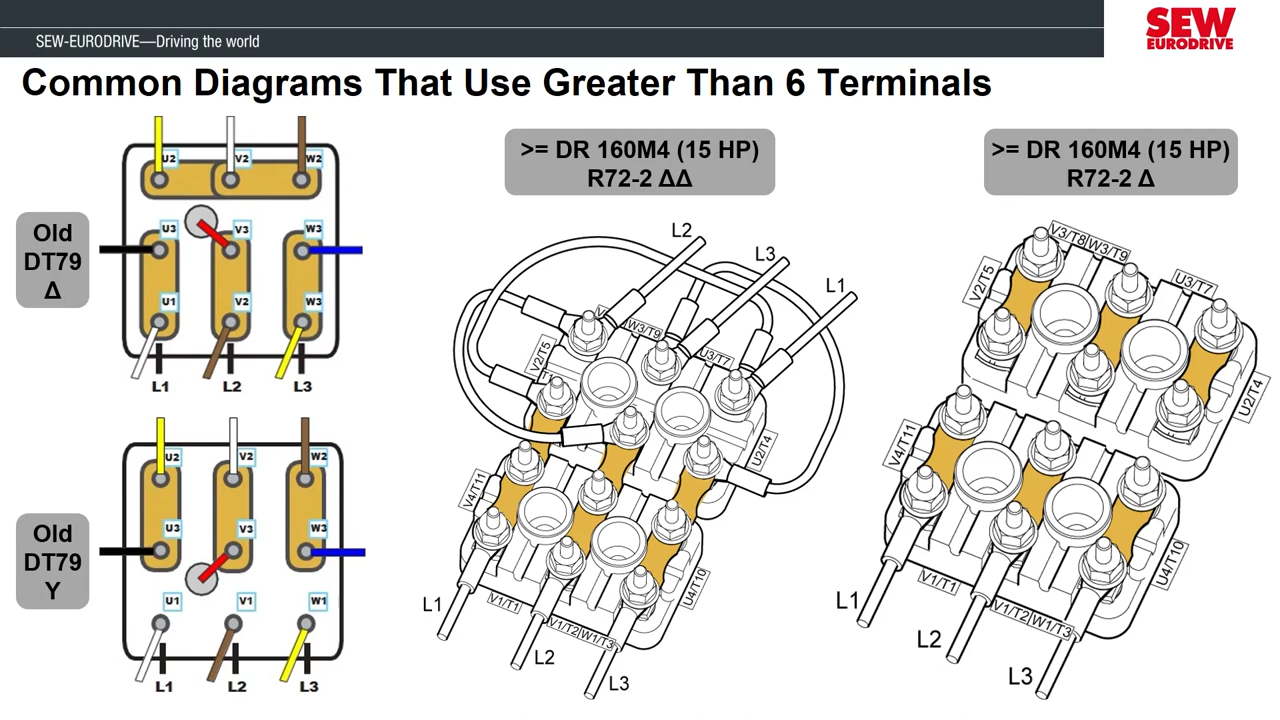 SEW-EURODRIVE—Driving the world
SEW
EURODRIVE
Common Diagrams That Use Greater Than 6 Terminals
Old
DT79
Δ
U2
V2
W2
U3
V3
W3
U1
V2
W3
L1
L2
L3
Old
DT79
Y
U2
V2
W2
U3
V3
W3
U1
V1
W1
L1
L2
L3
>= DR 160M4 (15 HP)
R72-2 ΔΔ
L2
L3
L1
W3/T9
U3/T7
V2/T5
U2/T4
V4/T11
U4/T10
V1/T1
V1/T2
W1/T3
L1
L2
L3
>= DR 160M4 (15 HP)
R72-2 Δ
V3/T8
W3/T9
U3/T7
V2/T5
U2/T4
V4/T11
U4/T10
V1/T1
V1/T2
W1/T3
L1
L2
L3